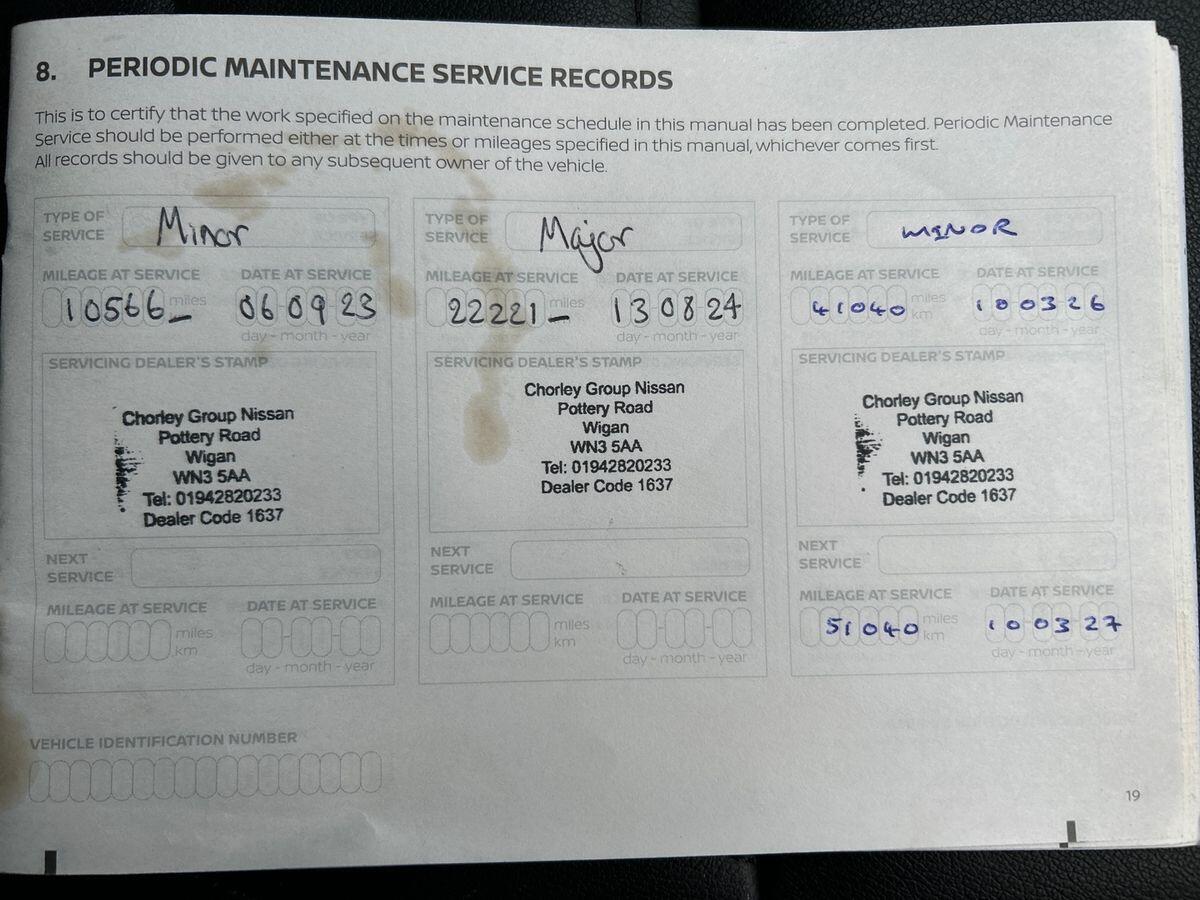 8. PERIODIC MAINTENANCE SERVICE RECORDS
This is to certify that the work specified on the maintenance schedule in this manual has been completed. Periodic Maintenance
Service should be performed either at the times or mileages specified in this manual, whichever comes first.
All records should be given to any subsequent owner of the vehicle.
TYPE OF
SERVICE
Minor
MILEAGE AT SERVICE DATE AT SERVICE
10566 miles 06 09 23
day - month - year
SERVICING DEALER'S STAMP
Chorley Group Nissan
Pottery Road
Wigan
WN3 5AA
Tel: 01942820233
Dealer Code 1637
NEXT
SERVICE
MILEAGE AT SERVICE DATE AT SERVICE
miles
km
day - month - year
TYPE OF
SERVICE
Major
MILEAGE AT SERVICE DATE AT SERVICE
22221 miles 13 08 24
day - month - year
SERVICING DEALER'S STAMP
Chorley Group Nissan
Pottery Road
Wigan
WN3 5AA
Tel: 01942820233
Dealer Code 1637
NEXT
SERVICE
MILEAGE AT SERVICE DATE AT SERVICE
miles
km
day - month - year
TYPE OF
SERVICE
MINOR
MILEAGE AT SERVICE DATE AT SERVICE
41040 miles 10 03 26
km
day - month - year
SERVICING DEALER'S STAMP
Chorley Group Nissan
Pottery Road
Wigan
WN3 5AA
Tel: 01942820233
Dealer Code 1637
NEXT
SERVICE
MILEAGE AT SERVICE DATE AT SERVICE
51040 miles 10 03 27
km
day - month - year
VEHICLE IDENTIFICATION NUMBER
19